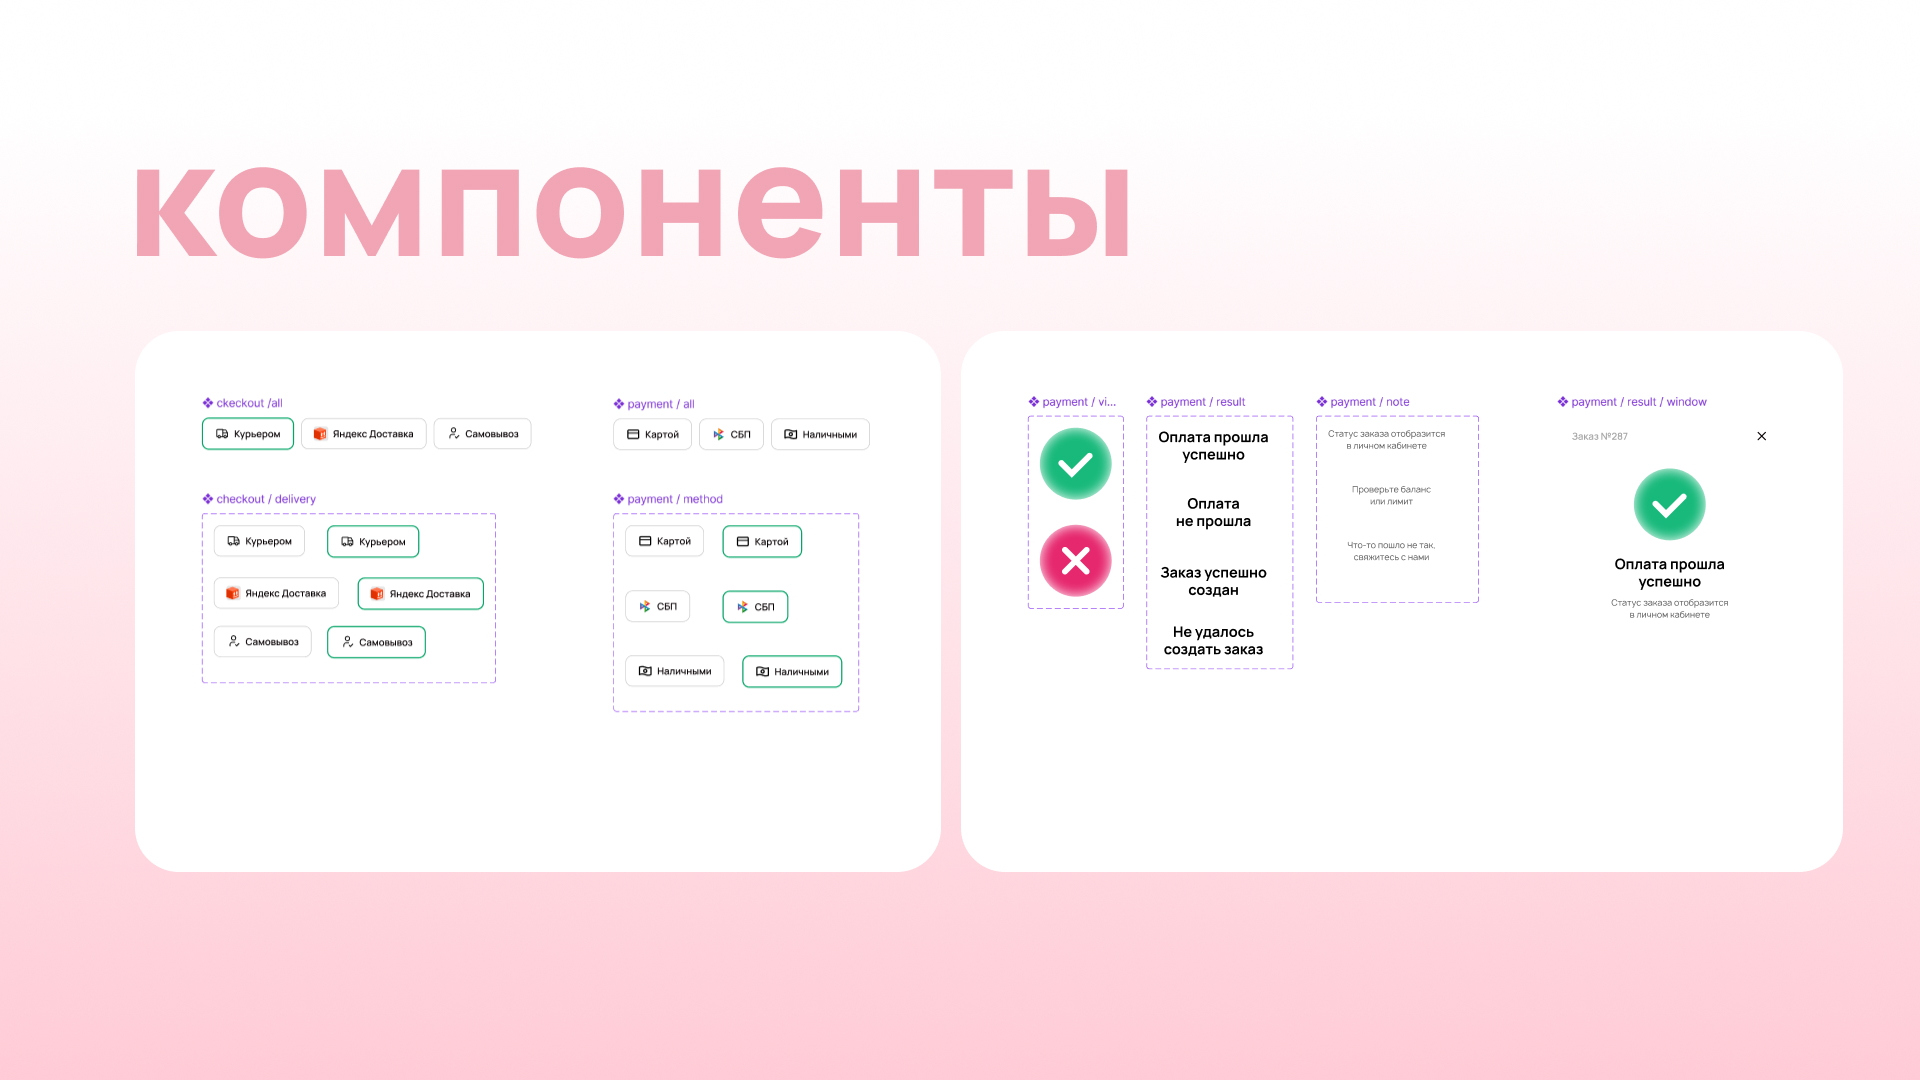 компоненты
ckeckout /all
Курьером
Яндекс Доставка
Самовывоз
checkout / delivery
Курьером
Курьером
Яндекс Доставка
Яндекс Доставка
Самовывоз
Самовывоз
payment / all
Картой
СБП
Наличными
payment / method
Картой
Картой
СБП
СБП
Наличными
Наличными
payment / vi...
payment / result
Оплата прошла
успешно
Оплата
не прошла
Заказ успешно
создан
Не удалось
создать заказ
payment / note
Статус заказа отобразится
в личном кабинете
Проверьте баланс
или лимит
Что-то пошло не так,
свяжитесь с нами
payment / result / window
Заказ №287
Оплата прошла
успешно
Статус заказа отобразится
в личном кабинете